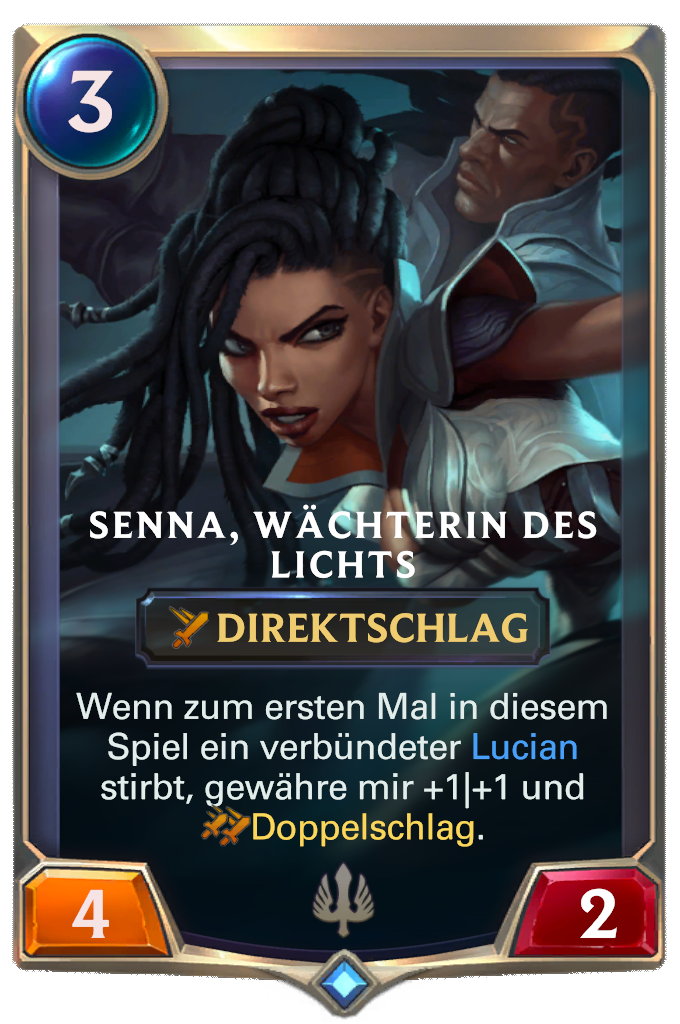 3
SENNA, WÄCHTERIN DES
LICHTS
DIREKTSCHLAG
Wenn zum ersten Mal in diesem
Spiel ein verbündeter Lucian
stirbt, gewähre mir +1|+1 und
Doppelschlag.
4
2